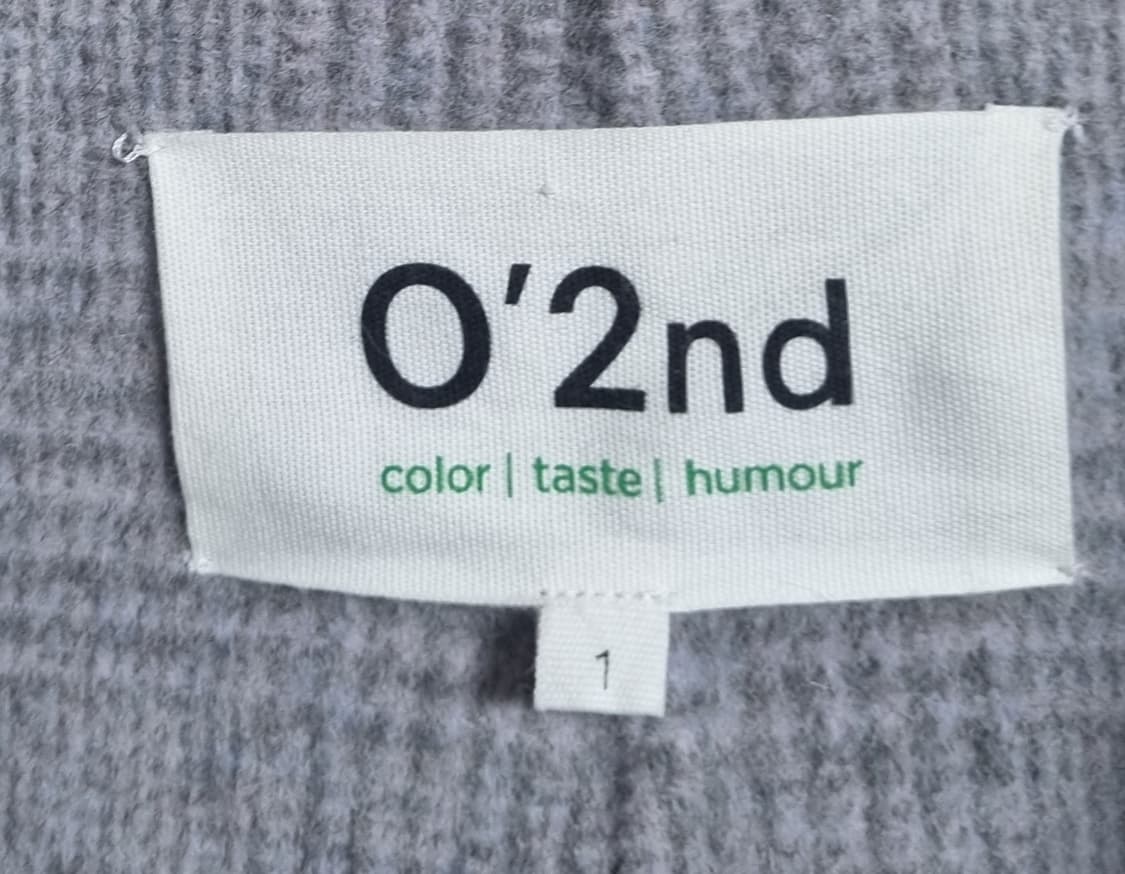 O'2nd
color | taste | humour
1